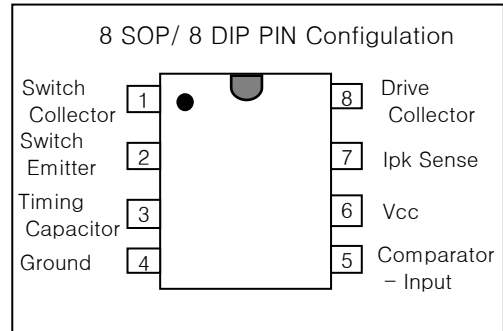 8 SOP/ 8 DIP PIN Configulation
Switch
Collector
1
Switch
Emitter
2
Timing
Capacitor
3
Ground
4
8
Drive
Collector
7
Ipk Sense
6
Vcc
5
Comparator
- Input